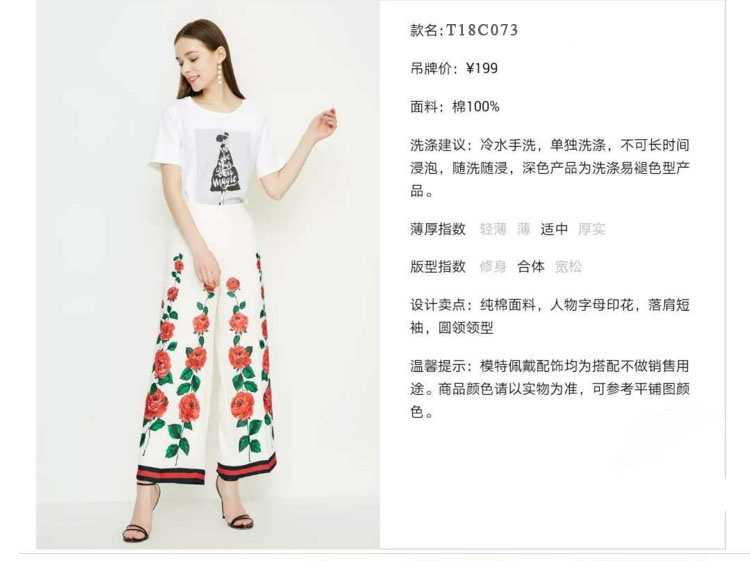 款名:T18C073
吊牌价：¥199
面料：棉100%
洗涤建议：冷水手洗，单独洗涤，不可长时间
浸泡，随洗随浸，深色产品为洗涤易褪色型产
品。
薄厚指数 轻薄 薄 适中 厚实
版型指数 修身 合体 宽松
设计卖点：纯棉面料，人物字母印花，落肩短
袖，圆领领型
温馨提示：模特佩戴配饰均为搭配不做销售用
途。商品颜色请以实物为准，可参考平铺图颜
色。
magic